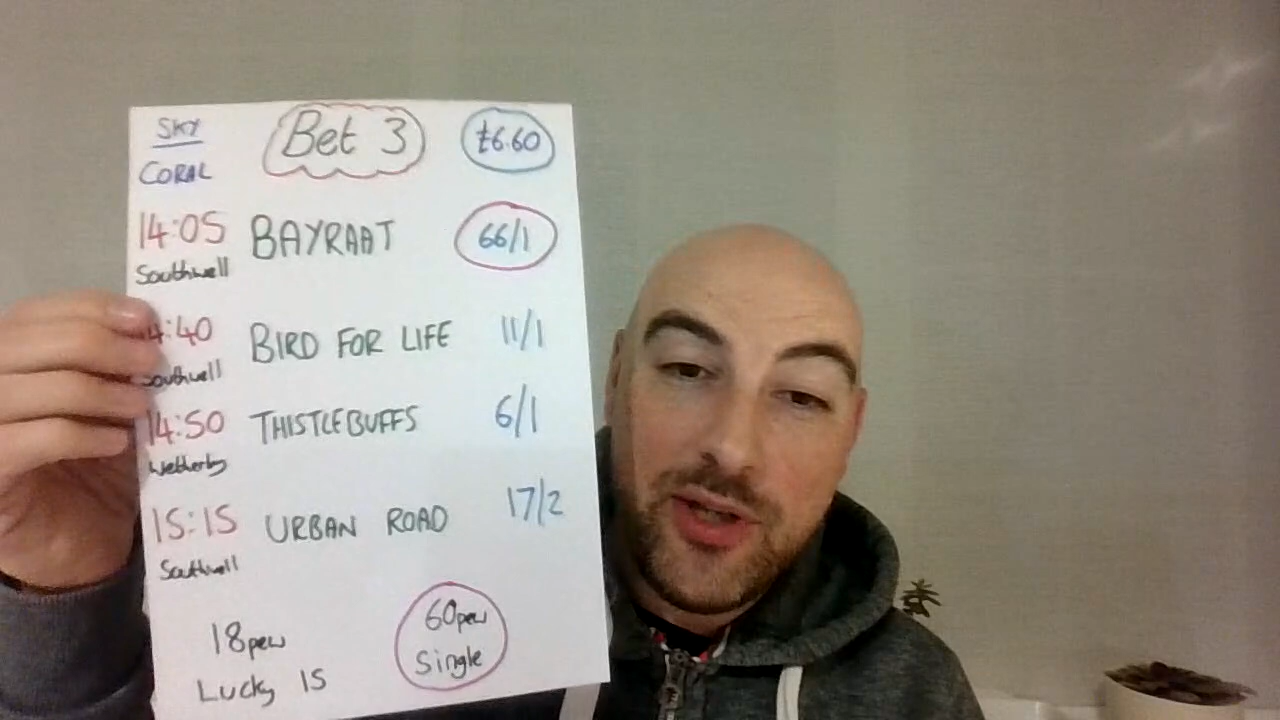 SKY
CORAL
Bet 3
£6.60
14:05 BAYRAAT 66/1
Southwell
4:40 BIRD FOR LIFE 11/1
Southwell
14:50 THISTLEBUFFS 6/1
Wetherby
15:15 URBAN ROAD 17/2
Southwell
18pew
Lucky 15
60pew
Single